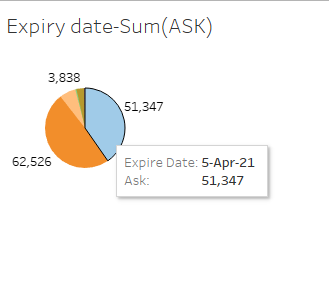 Expiry date-Sum(ASK)
3,838
51,347
62,526
Expire Date: 5-Apr-21
Ask: 51,347